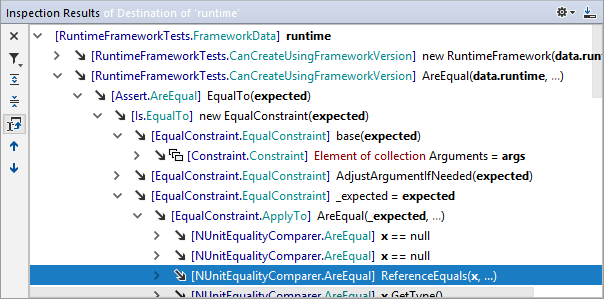 Inspection Results of Destination of 'runtime'
[RuntimeFrameworkTests.FrameworkData] runtime
[RuntimeFrameworkTests.CanCreateUsingFrameworkVersion] new RuntimeFramework(data.run
[RuntimeFrameworkTests.CanCreateUsingFrameworkVersion] AreEqual(data.runtime, ...)
[Assert.AreEqual] EqualTo(expected)
[Is.EqualTo] new EqualConstraint(expected)
[EqualConstraint.EqualConstraint] base(expected)
[Constraint.Constraint] Element of collection Arguments = args
[EqualConstraint.EqualConstraint] AdjustArgumentIfNeeded(expected)
[EqualConstraint.EqualConstraint] _expected = expected
[EqualConstraint.ApplyTo] AreEqual(_expected, ...)
[NUnitEqualityComparer.AreEqual] x == null
[NUnitEqualityComparer.AreEqual] x == null
[NUnitEqualityComparer.AreEqual] ReferenceEquals(x, ...)
[NUnitEqualityComparer.AreEqual] x.GetType()